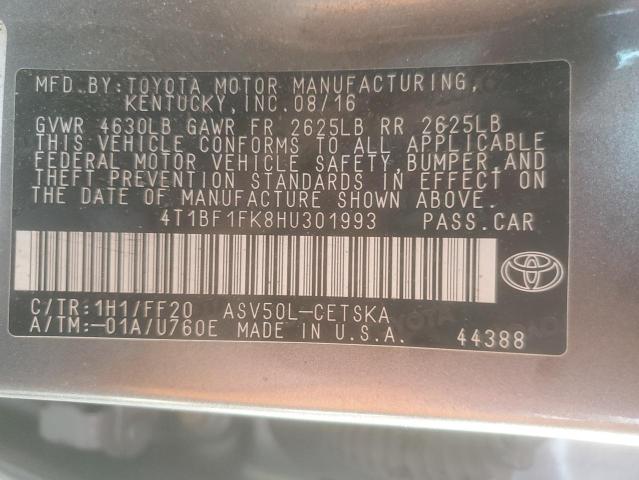 MFD.BY:TOYOTA MOTOR MANUFACTURING,
KENTUCKY,INC.08/16
GVWR 4630LB GAWR FR 2625LB RR 2625LB
THIS VEHICLE CONFORMS TO ALL APPLICABLE
FEDERAL MOTOR VEHICLE SAFETY,BUMPER,AND
THEFT PREVENTION STANDARDS IN EFFECT ON
THE DATE OF MANUFACTURE SHOWN ABOVE.
4T1BF1FK8HU301993 PASS.CAR
C/TR:1H1/FF20 ASV50L-CETSKA
A/TM:-01A/U760E MADE IN U.S.A. 44388